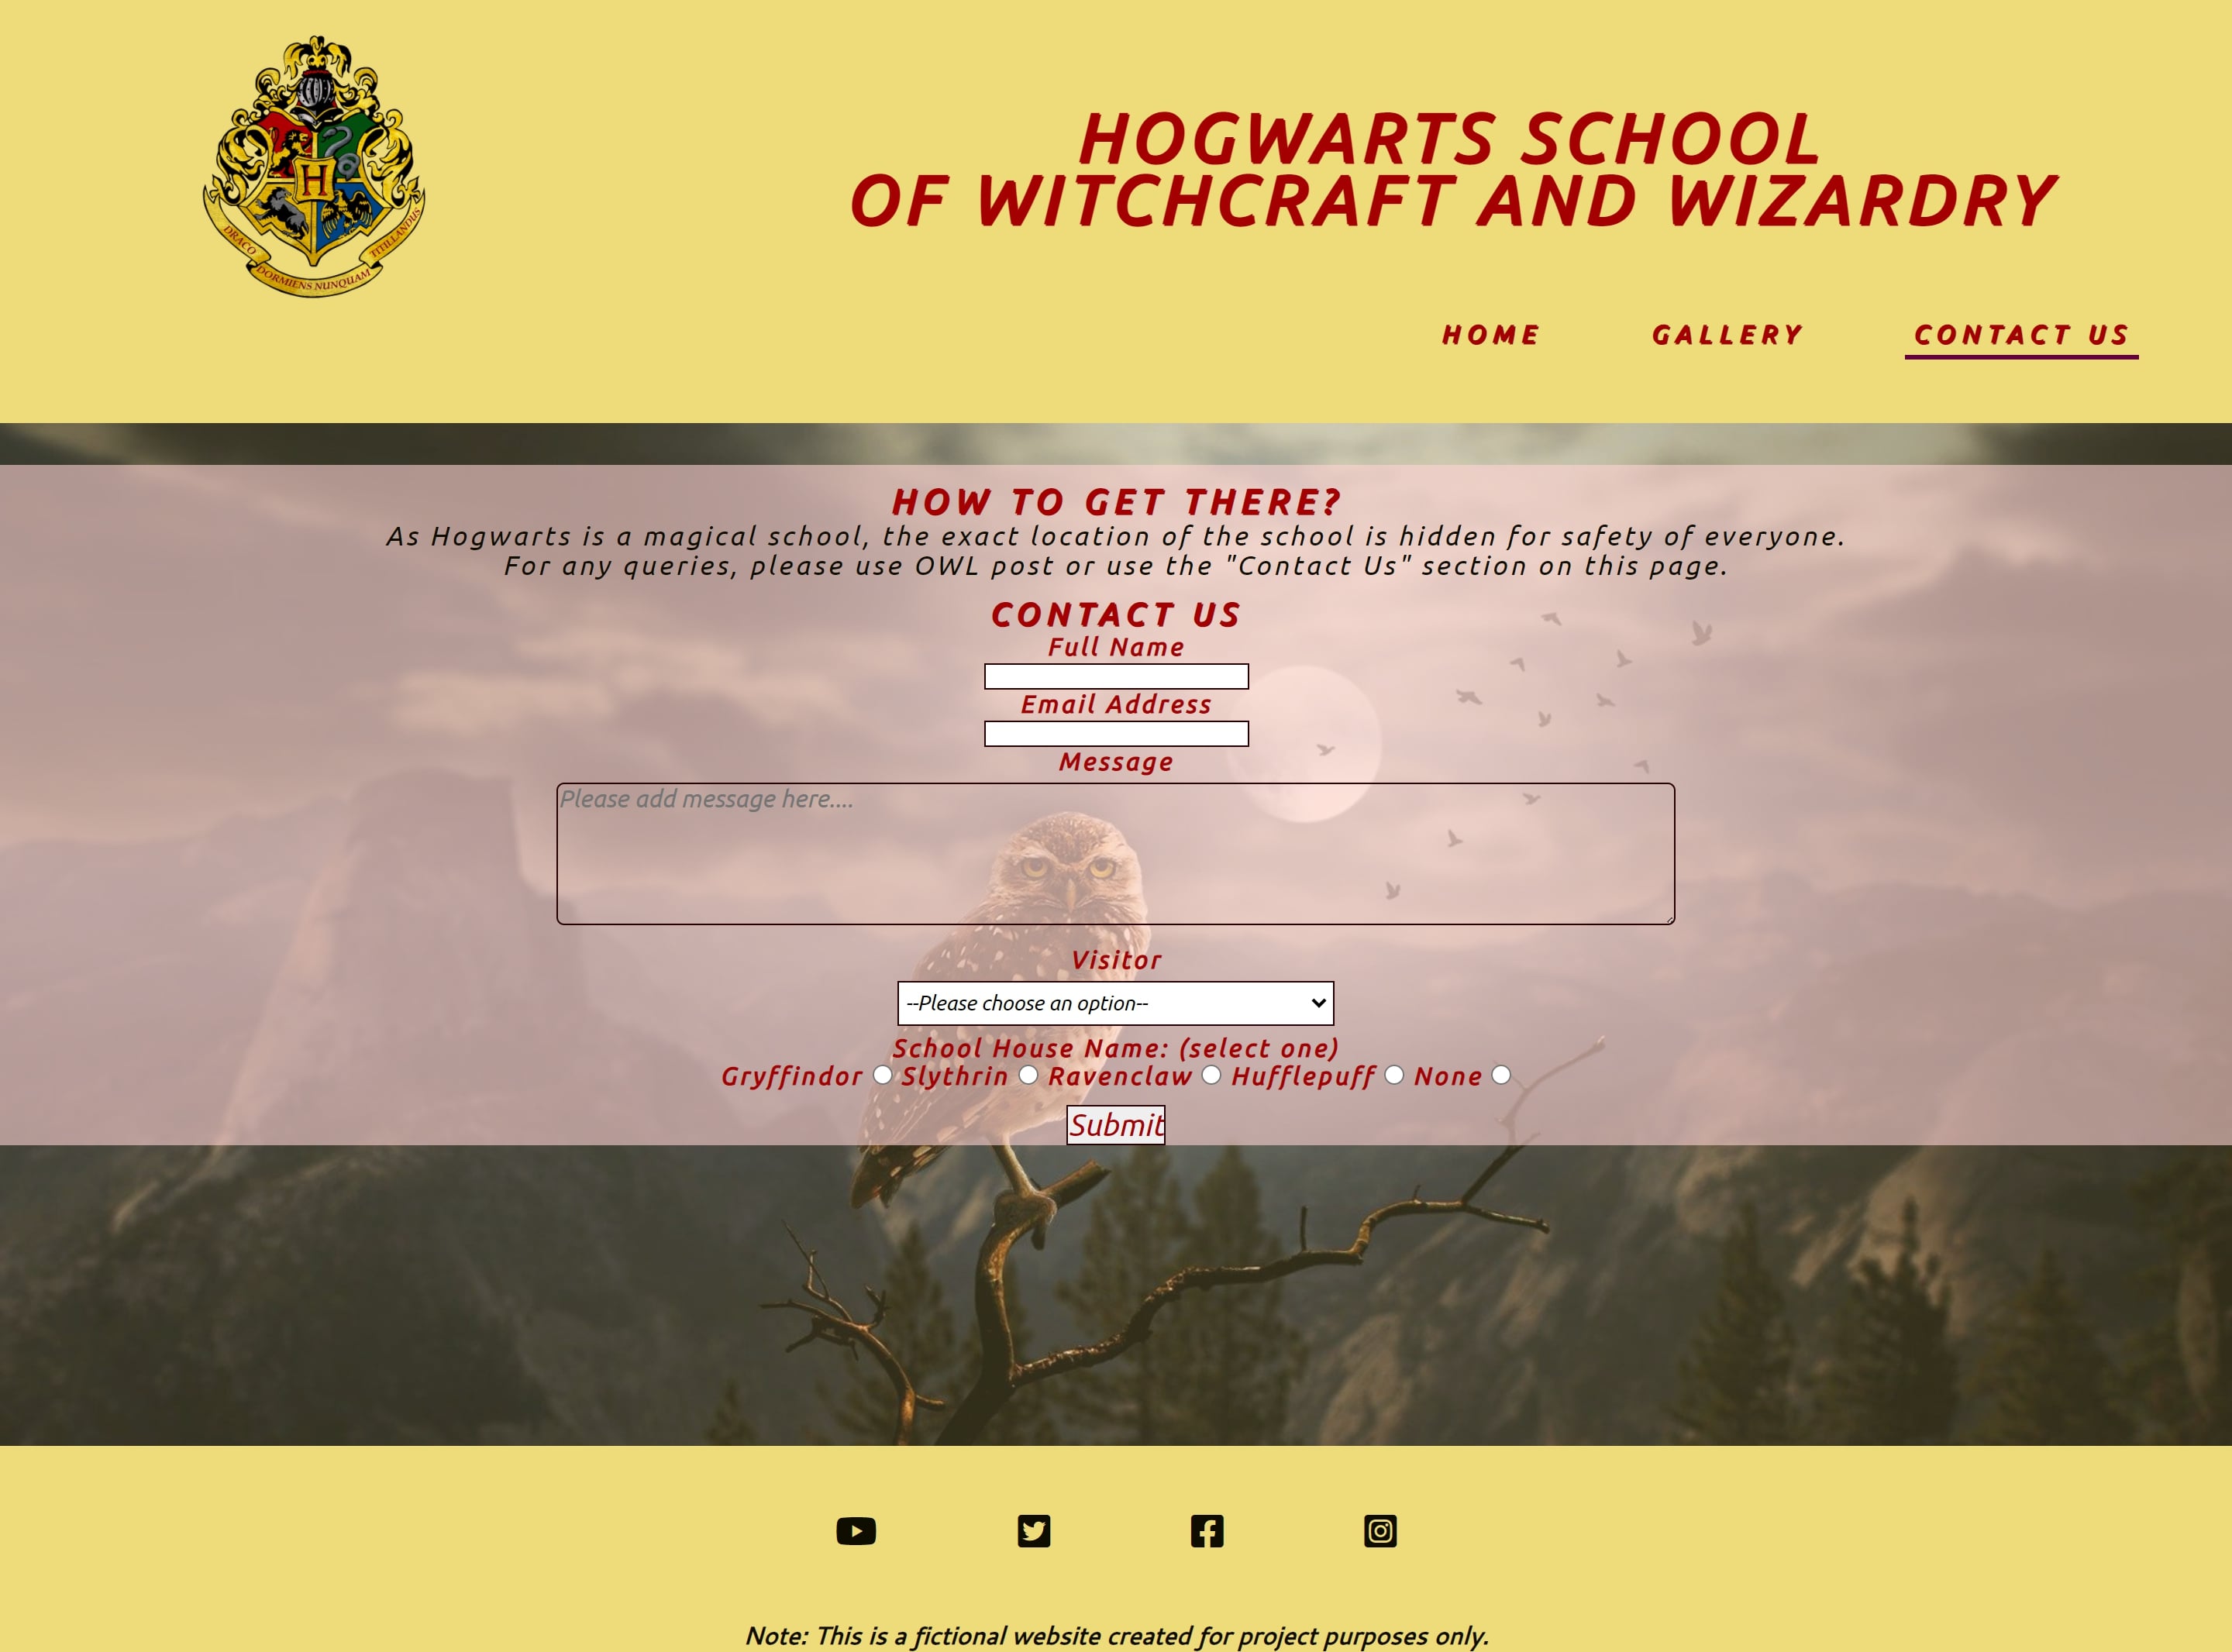 H
DRACO DORMIENS NUNQUAM TITILLANDUS
HOGWARTS SCHOOL
OF WITCHCRAFT AND WIZARDRY
HOME GALLERY CONTACT US
HOW TO GET THERE?
As Hogwarts is a magical school, the exact location of the school is hidden for safety of everyone.
For any queries, please use OWL post or use the "Contact Us" section on this page.
CONTACT US
Full Name
Email Address
Message
Please add message here....
Visitor
--Please choose an option--
School House Name: (select one)
Gryffindor Slythrin Ravenclaw Hufflepuff None
Submit
Note: This is a fictional website created for project purposes only.